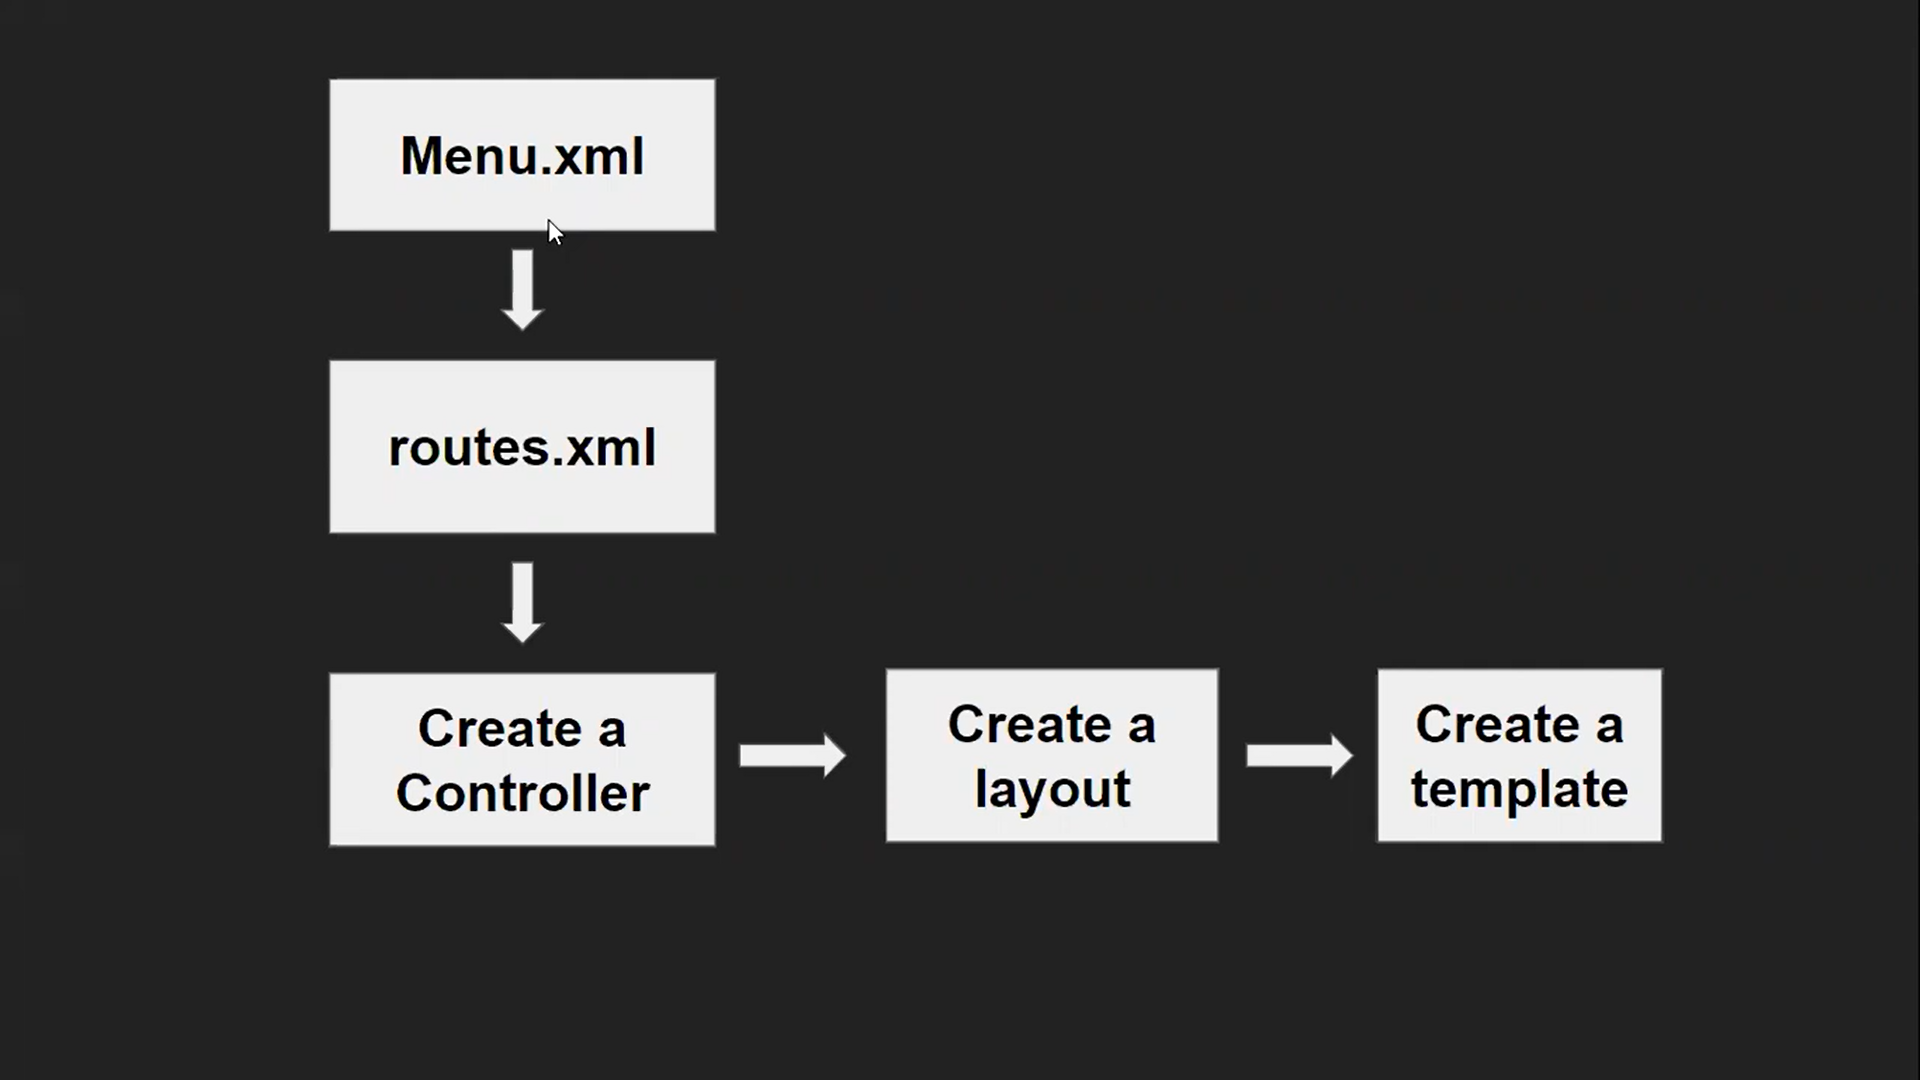 Menu.xml
routes.xml
Create a
Controller
Create a
layout
Create a
template